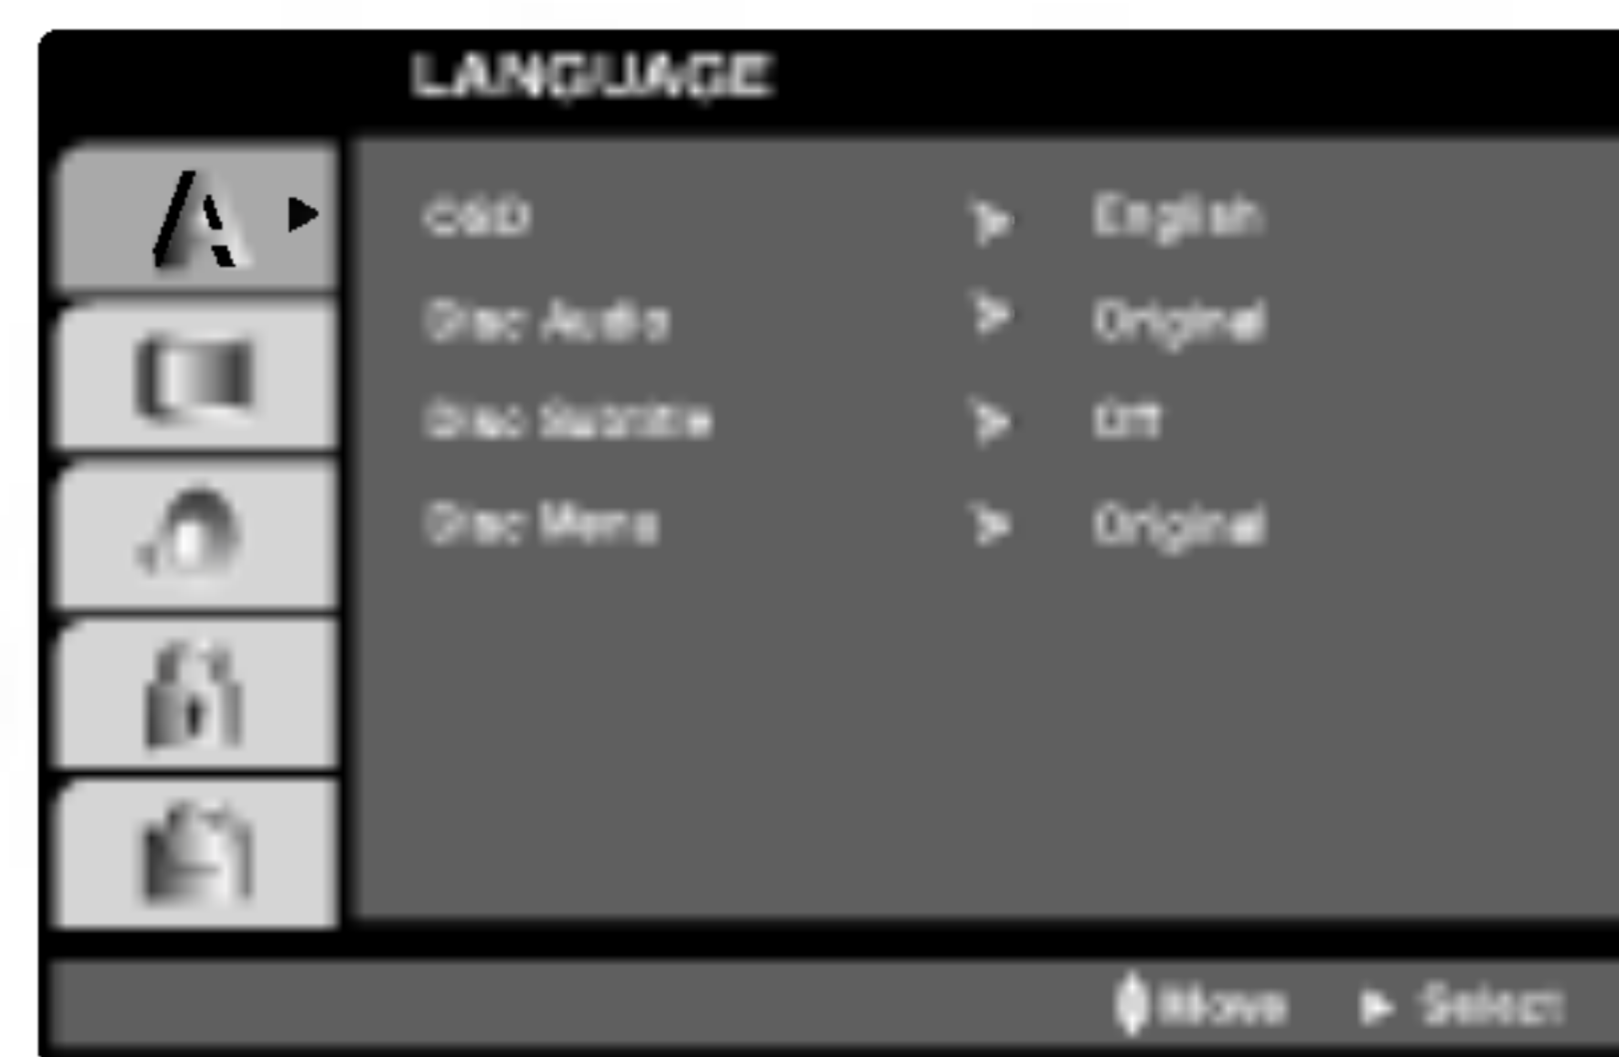 LANGUAGE
OSD English
Disc Audio Original
Disc Subtitle Off
Disc Menu Original
Move Select